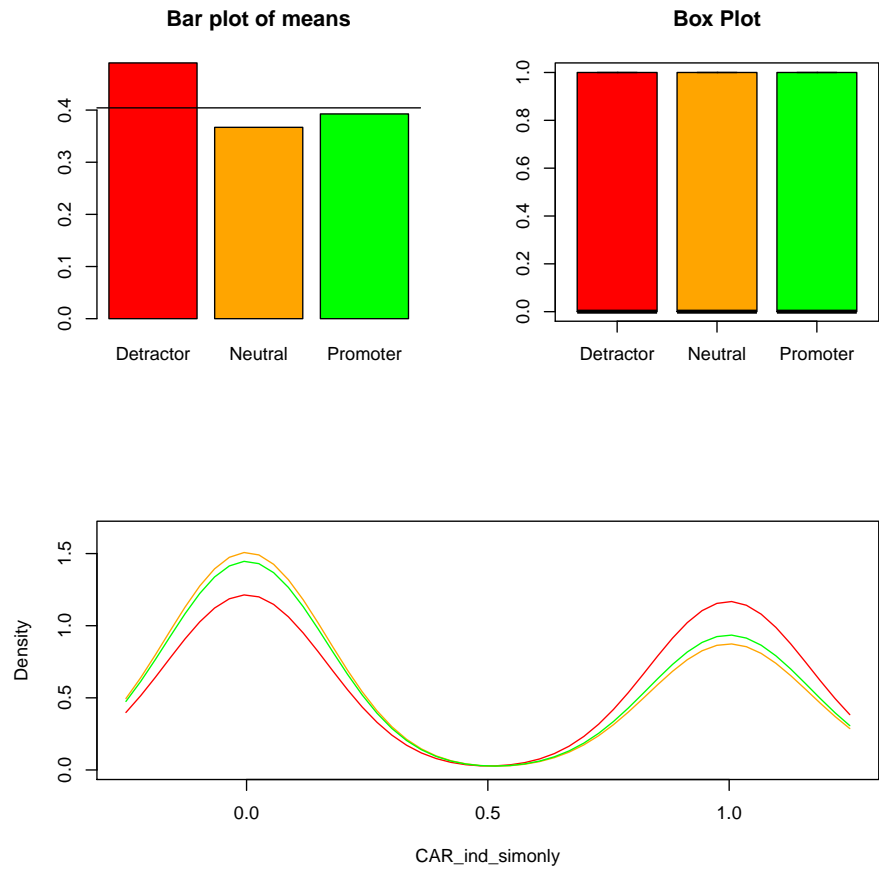 Bar plot of means
0.0
0.1
0.2
0.3
0.4
Detractor Neutral Promoter
Box Plot
0.0
0.2
0.4
0.6
0.8
1.0
Detractor Neutral Promoter
Density
0.0
0.5
1.0
1.5
0.0 0.5 1.0
CAR_ind_simonly